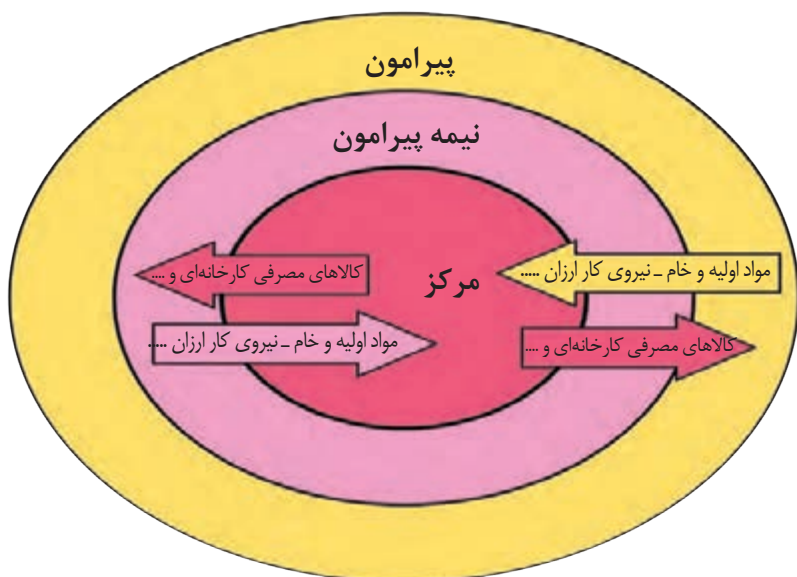 پیرامون
نیمه پیرامون
مواد اولیه و خام ـ نیروی کار ارزان .....
کالاهای مصرفی کارخانه‌ای و ....
مرکز
مواد اولیه و خام ـ نیروی کار ارزان .....
کالاهای مصرفی کارخانه‌ای و ....